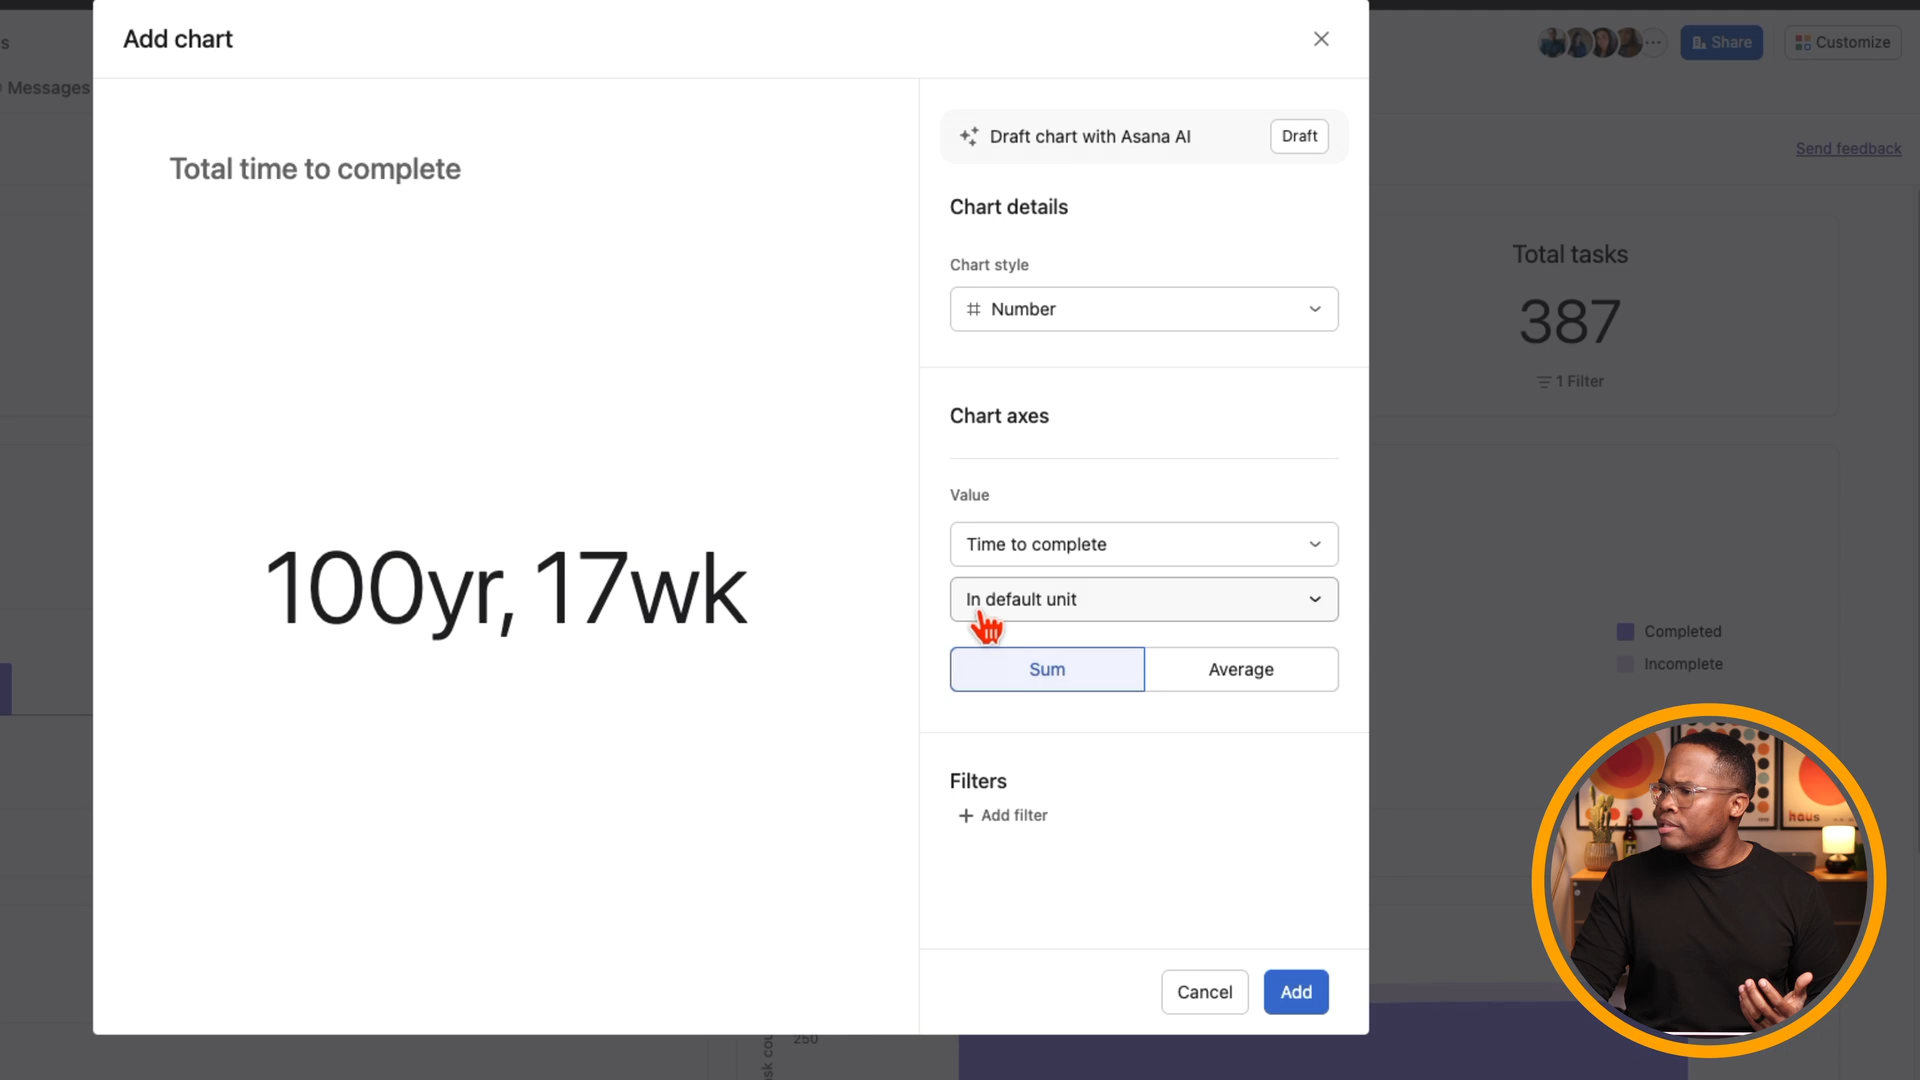 s
Messages
Add chart
Share
Customize
Send feedback
Total time to complete
100yr, 17wk
Draft chart with Asana AI
Draft
Chart details
Chart style
Number
Chart axes
Value
Time to complete
In default unit
Sum
Average
Filters
+ Add filter
Cancel
Add
Total tasks
387
1 Filter
Completed
Incomplete
250
haus